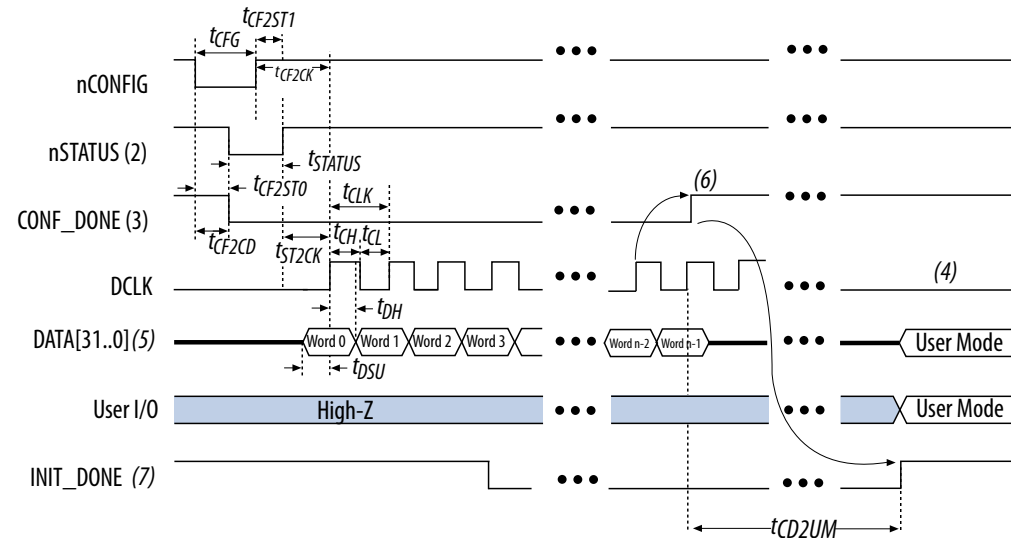 tCF2ST1
tCFG
tCF2CK
nCONFIG
nSTATUS (2)
tSTATUS
tCF2ST0
tCLK
(6)
CONF_DONE (3)
tCF2CD
tST2CK
tCH tCL
(4)
DCLK
tDH
DATA[31..0] (5) Word 0 Word 1 Word 2 Word 3 Word n-2 Word n-1 User Mode
tDSU
User I/O High-Z User Mode
INIT_DONE (7)
tCD2UM